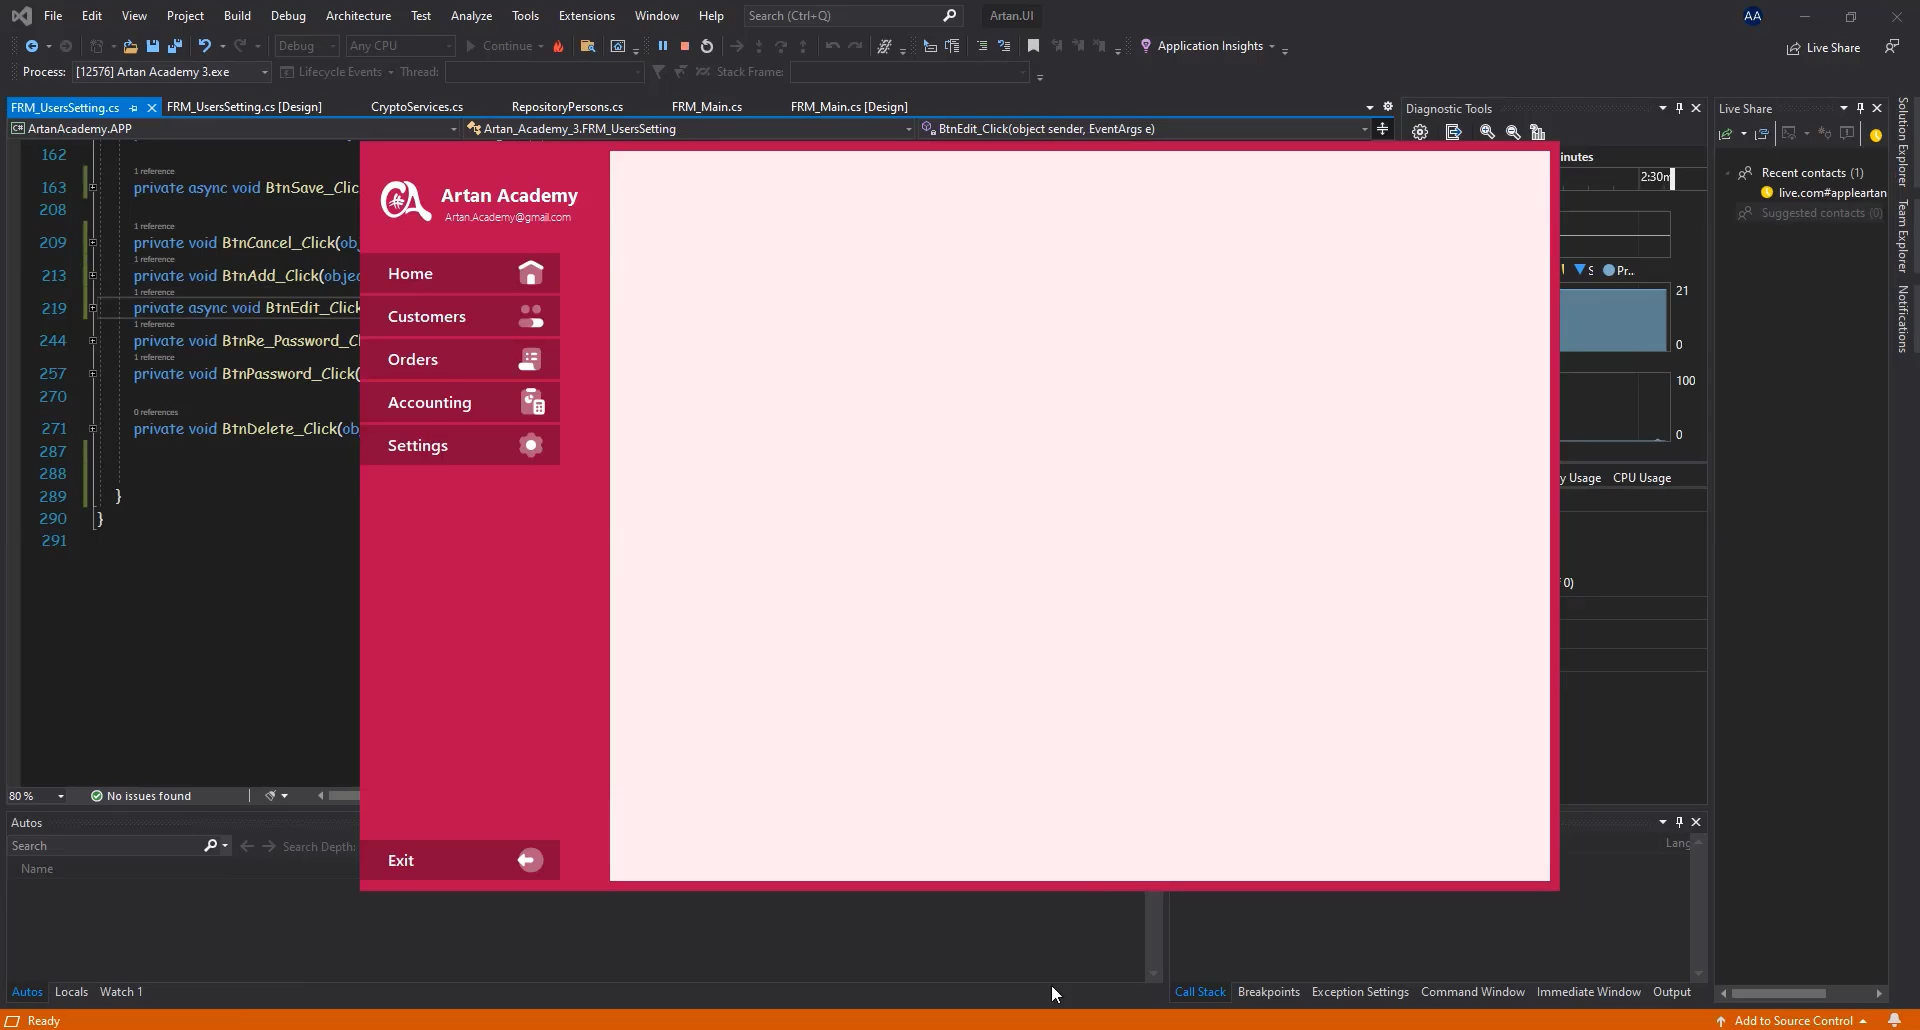 File Edit View Project Build Debug Architecture Test Analyze Tools Extensions Window Help Search (Ctrl+Q) Artan.UI AA
Debug Any CPU Continue Application Insights Live Share
Process: [12576] Artan Academy 3.exe Lifecycle Events Thread: Stack Frame:
FRM_UsersSetting.cs FRM_UsersSetting.cs [Design] CryptoServices.cs RepositoryPersons.cs FRM_Main.cs FRM_Main.cs [Design]
ArtanAcademy.APP Artan_Academy_3.FRM_UsersSetting BtnEdit_Click(object sender, EventArgs e)
162
1 reference
163 private async void BtnSave_Clic
208
1 reference
209 private void BtnCancel_Click(ob
1 reference
213 private void BtnAdd_Click(objec
1 reference
219 private async void BtnEdit_Click
1 reference
244 private void BtnRe_Password_Cl
1 reference
257 private void BtnPassword_Click(
270
0 references
271 private void BtnDelete_Click(ob
287
288
289 }
290 }
291
80 % No issues found
Artan Academy
Artan.Academy@gmail.com
Home
Customers
Orders
Accounting
Settings
Exit
Diagnostic Tools
inutes
2:30m
S Pr...
21
0
100
0
y Usage CPU Usage
0)
Live Share
Recent contacts (1)
live.com#appleartan
Suggested contacts (0)
Solution Explorer
Team Explorer
Notifications
Autos
Search Search Depth:
Name
Lang
Autos Locals Watch 1
Call Stack Breakpoints Exception Settings Command Window Immediate Window Output
Ready Add to Source Control